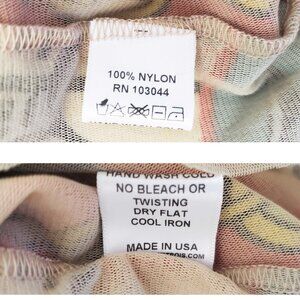 100% NYLON
RN 103044
HAND WASH COLD
NO BLEACH OR
TWISTING
DRY FLAT
COOL IRON
MADE IN USA